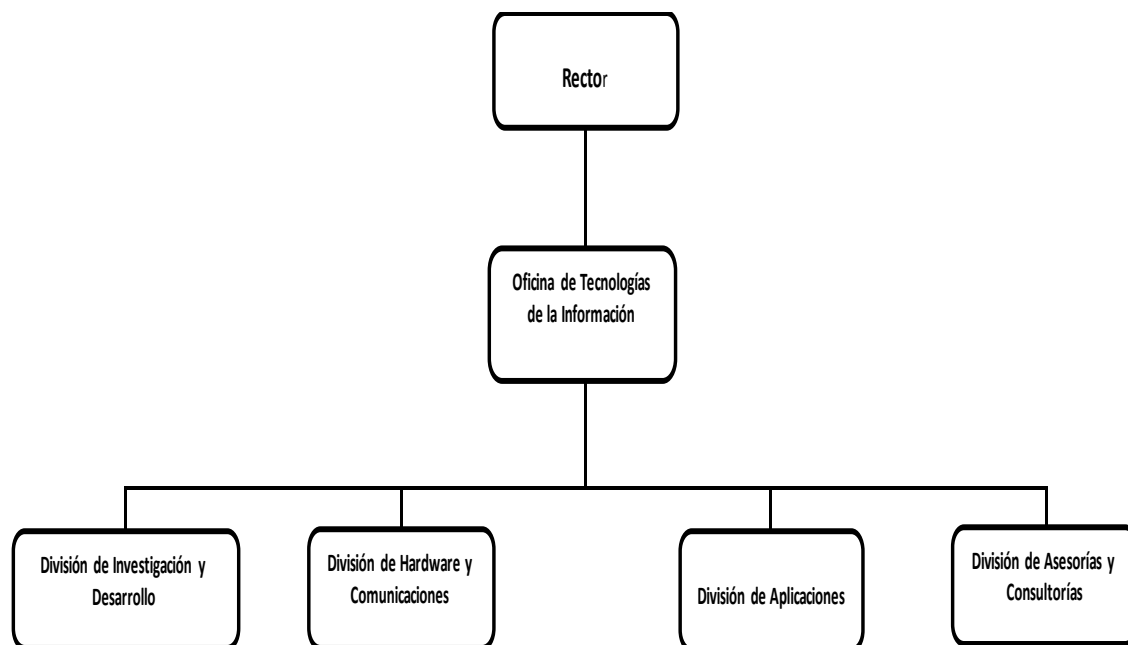 Rector
Oficina de Tecnologías
de la Información
División de Investigación y
Desarrollo
División de Hardware y
Comunicaciones
División de Aplicaciones
División de Asesorías y
Consultorías